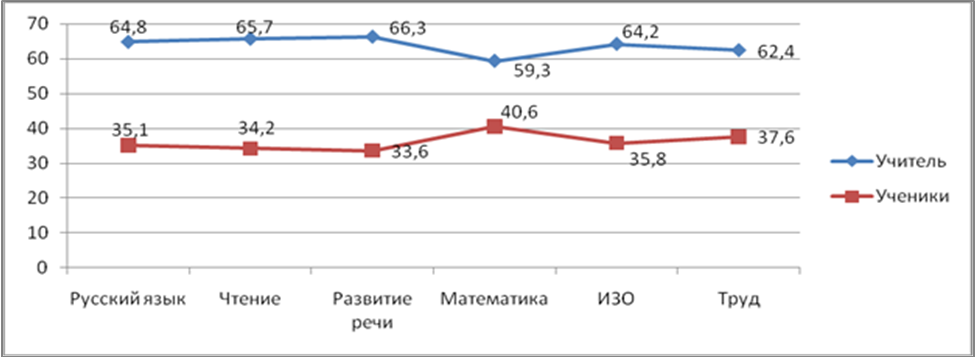 70
60
50
40
30
20
10
0
64,8
65,7
66,3
59,3
64,2
62,4
35,1
34,2
33,6
40,6
35,8
37,6
Русский язык
Чтение
Развитие
речи
Математика
ИЗО
Труд
Учитель
Ученики